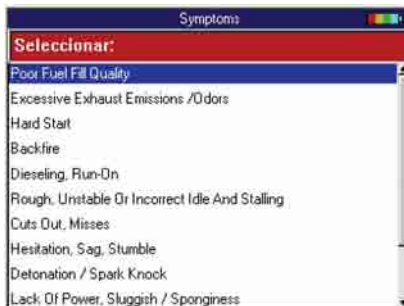 Symptoms
Seleccionar:
Poor Fuel Fill Quality
Excessive Exhaust Emissions /Odors
Hard Start
Backfire
Dieseling, Run-On
Rough, Unstable Or Incorrect Idle And Stalling
Cuts Out, Misses
Hesitation, Sag, Stumble
Detonation / Spark Knock
Lack Of Power, Sluggish / Sponginess